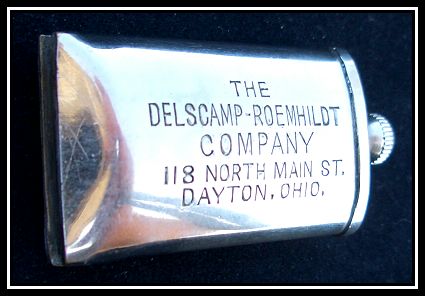 THE
DELSCAMP-ROEMHILDT
COMPANY
118 NORTH MAIN ST.
DAYTON, OHIO.